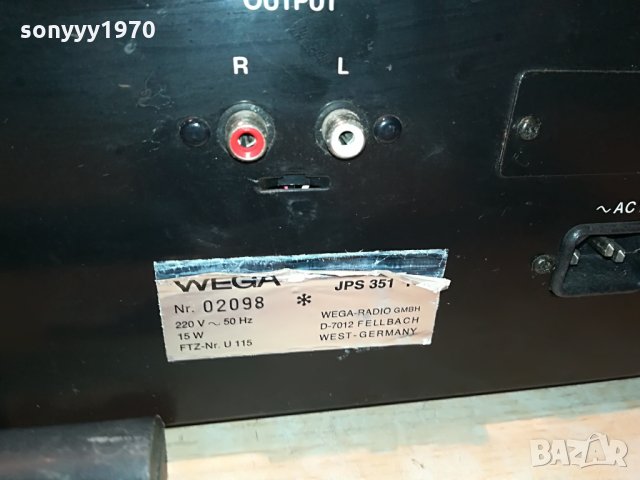 sonyyy1970
OUTPUT
R L
~ AC
WEGA JPS 351
Nr. 02098 *
220 V ~ 50 Hz
15 W
FTZ-Nr. U 115
WEGA-RADIO GMBH
D-7012 FELLBACH
WEST-GERMANY
BAZAR